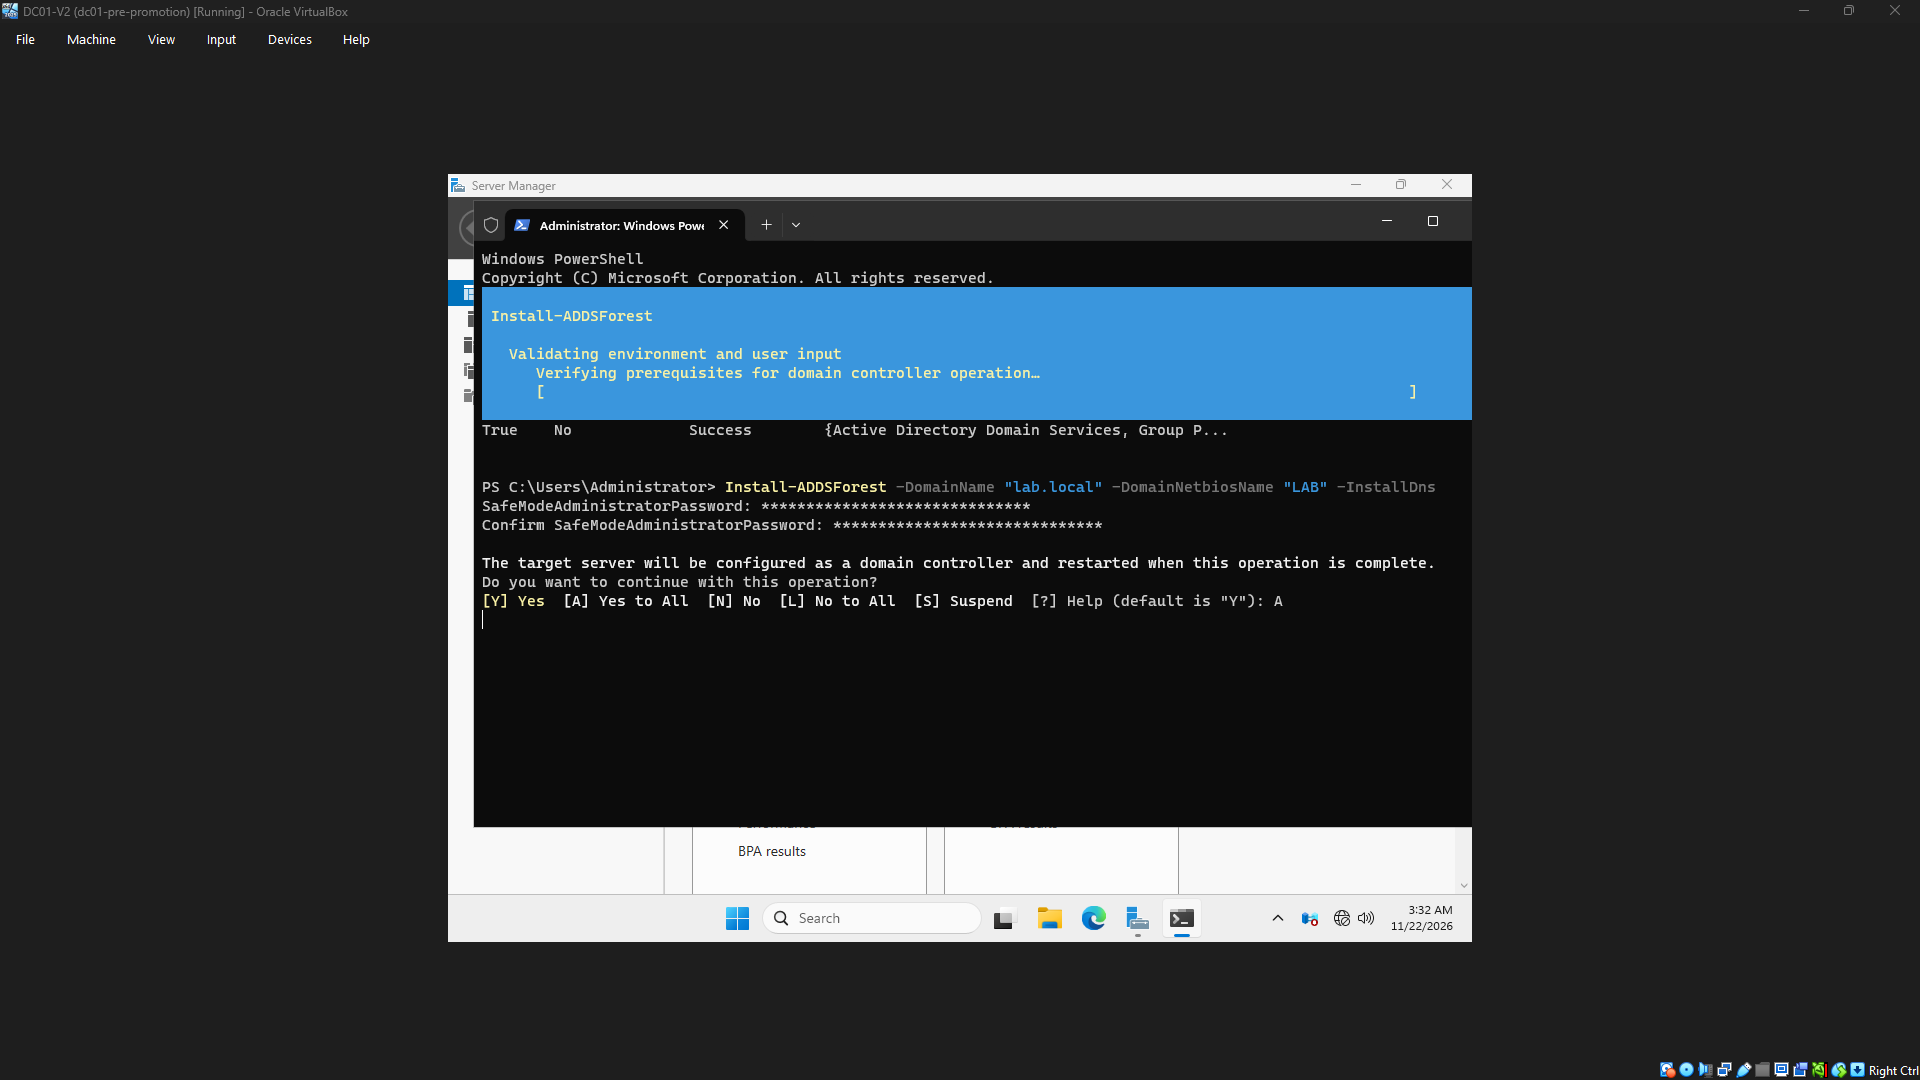 DC01-V2 (dc01-pre-promotion) [Running] - Oracle VirtualBox
File Machine View Input Devices Help
Server Manager
Administrator: Windows Powe
Windows PowerShell
Copyright (C) Microsoft Corporation. All rights reserved.
Install-ADDSForest
Validating environment and user input
Verifying prerequisites for domain controller operation…
[ ]
True No Success {Active Directory Domain Services, Group P...
PS C:\Users\Administrator> Install-ADDSForest -DomainName "lab.local" -DomainNetbiosName "LAB" -InstallDns
SafeModeAdministratorPassword: ******************************
Confirm SafeModeAdministratorPassword: ******************************
The target server will be configured as a domain controller and restarted when this operation is complete.
Do you want to continue with this operation?
[Y] Yes [A] Yes to All [N] No [L] No to All [S] Suspend [?] Help (default is "Y"): A
BPA results
Search
3:32 AM
11/22/2026
Right Ctrl